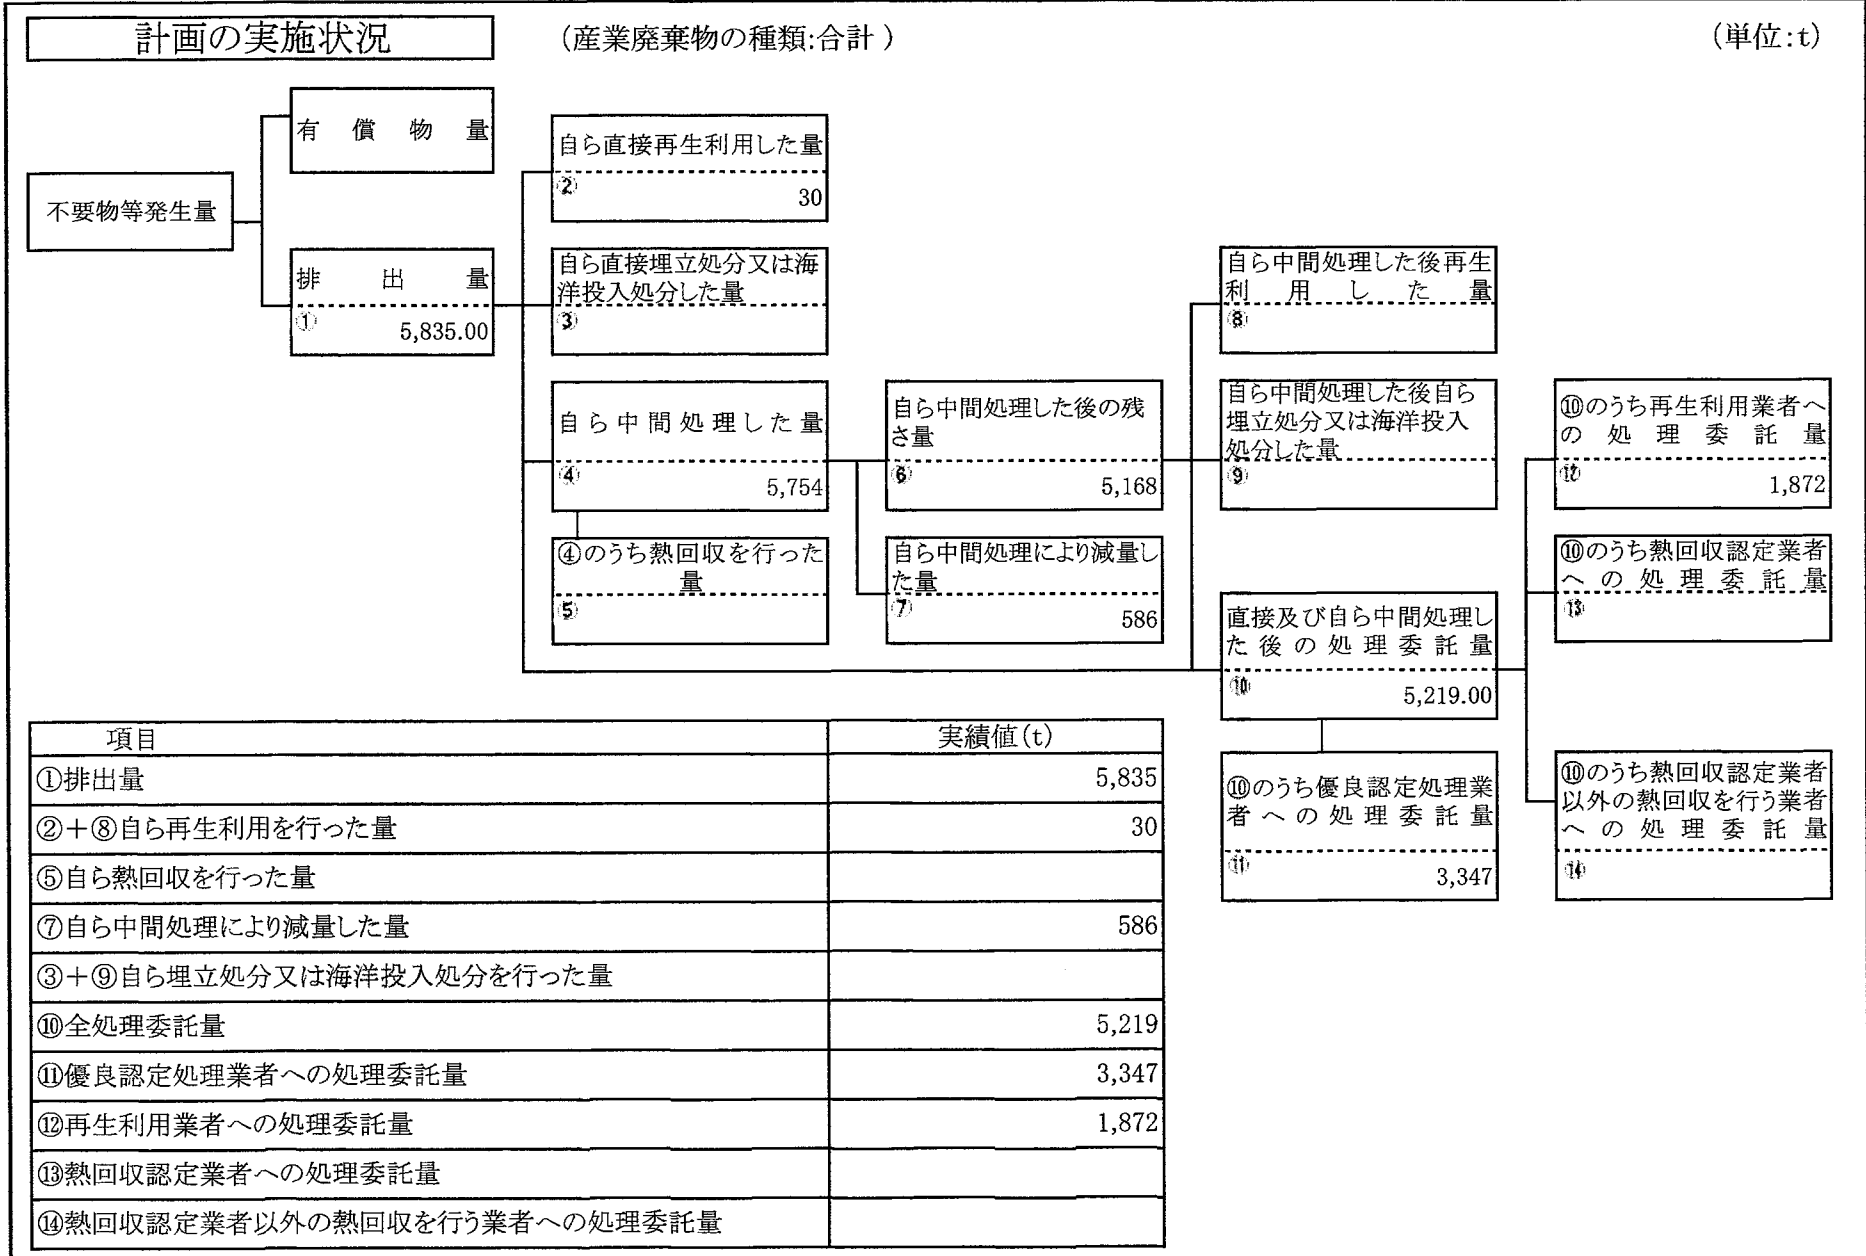 計画の実施状況 (産業廃棄物の種類:合計 ) (単位:t)
不要物等発生量
有償物量
排出量
① 5,835.00
自ら直接再生利用した量
② 30
自ら直接埋立処分又は海
洋投入処分した量
③
自ら中間処理した量
④ 5,754
④のうち熱回収を行った
量
⑤
自ら中間処理した後の残
さ量
⑥ 5,168
自ら中間処理により減量し
た量
⑦ 586
自ら中間処理した後再生
利用した量
⑧
自ら中間処理した後自ら
埋立処分又は海洋投入
処分した量
⑨
直接及び自ら中間処理し
た後の処理委託量
⑩ 5,219.00
⑩のうち優良認定処理業
者への処理委託量
⑪ 3,347
⑩のうち再生利用業者へ
の処理委託量
⑫ 1,872
⑩のうち熱回収認定業者
への処理委託量
⑬
⑩のうち熱回収認定業者
以外の熱回収を行う業者
への処理委託量
⑭
項目 実績値(t)
①排出量 5,835
②+⑧自ら再生利用を行った量 30
⑤自ら熱回収を行った量
⑦自ら中間処理により減量した量 586
③+⑨自ら埋立処分又は海洋投入処分を行った量
⑩全処理委託量 5,219
⑪優良認定処理業者への処理委託量 3,347
⑫再生利用業者への処理委託量 1,872
⑬熱回収認定業者への処理委託量
⑭熱回収認定業者以外の熱回収を行う業者への処理委託量